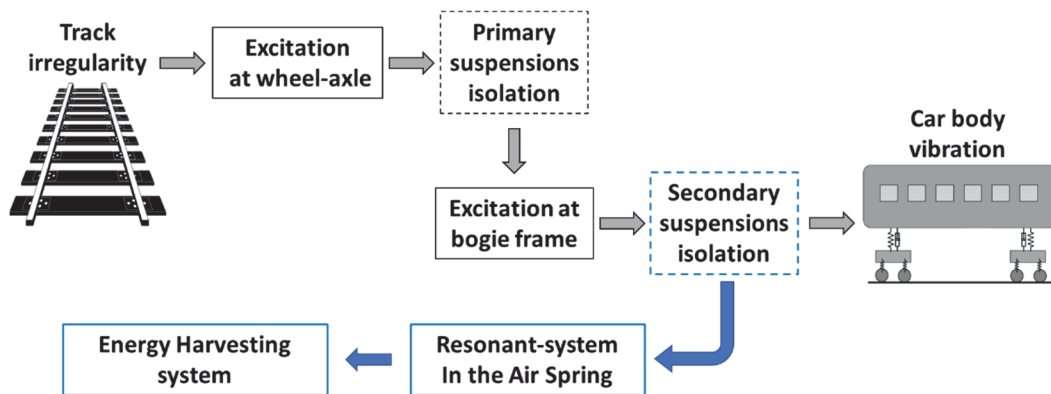 Track
irregularity
Excitation
at wheel-axle
Primary
suspensions
isolation
Car body
vibration
Excitation at
bogie frame
Secondary
suspensions
isolation
Energy Harvesting
system
Resonant-system
In the Air Spring